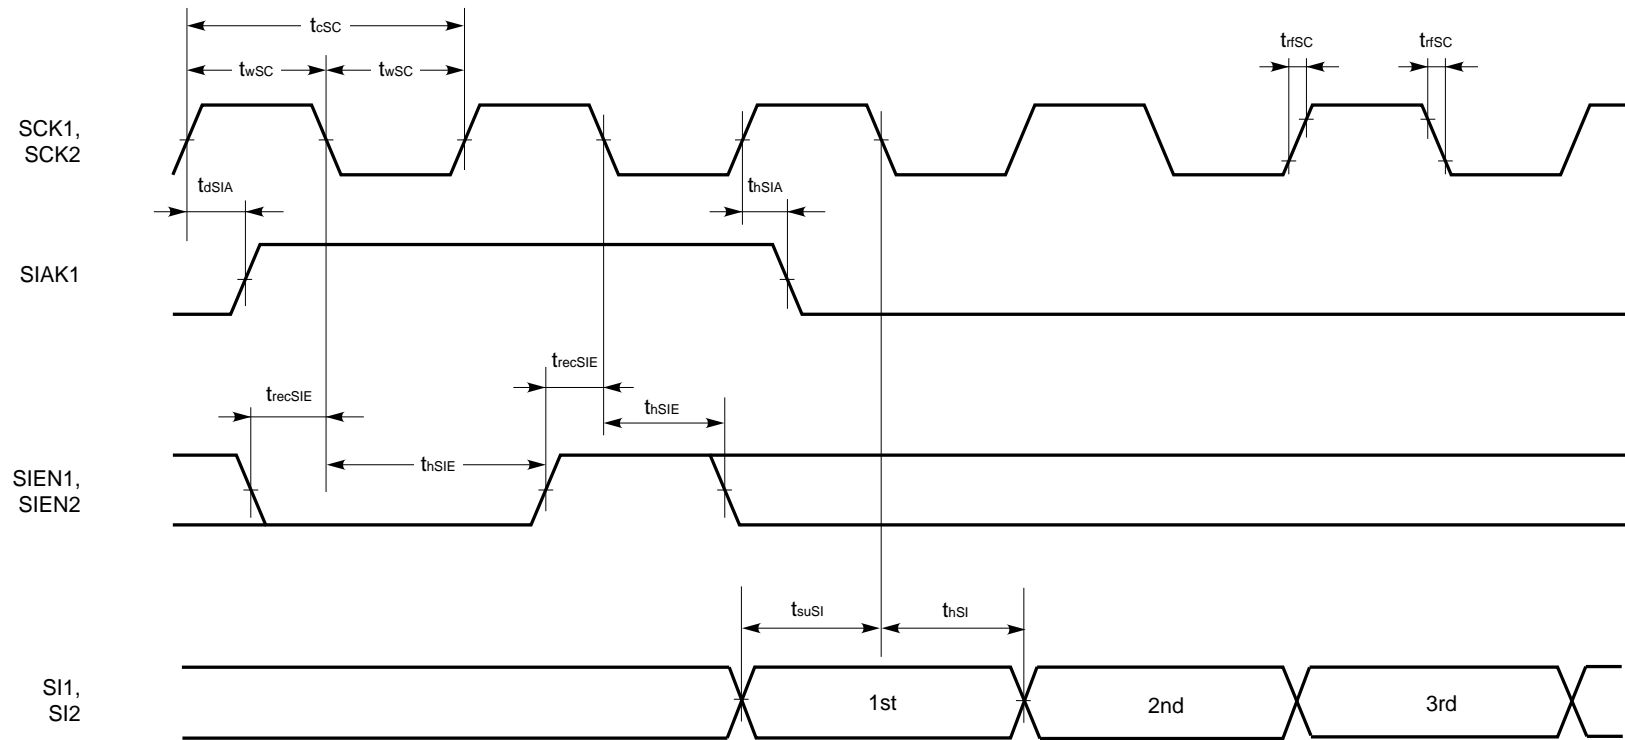 tcSC
twSC twSC
trfSC trfSC
SCK1,
SCK2
tdSIA thSIA
SIAK1
trecSIE
trecSIE
thSIE
thSIE
SIEN1,
SIEN2
tsuSI thSI
SI1,
SI2
1st 2nd 3rd